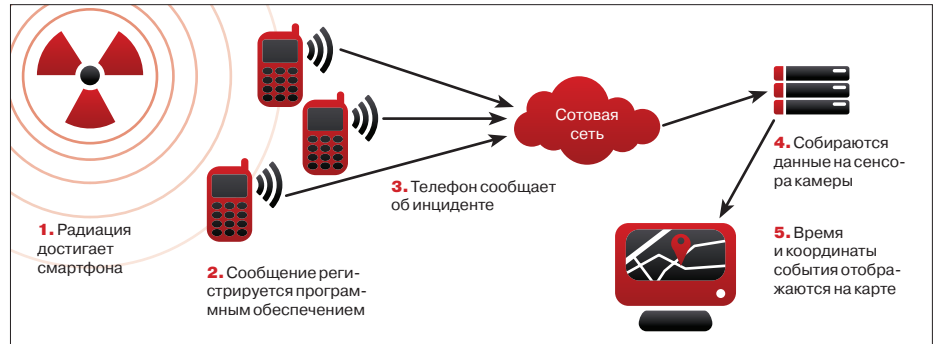 1. Радиация
достигает
смартфона
2. Сообщение реги-
стрируется програм-
мным обеспечением
3. Телефон сообщает
об инциденте
Сотовая
сеть
4. Собираются
данные на сенсо-
ра камеры
5. Время
и координаты
события отобра-
жаются на карте